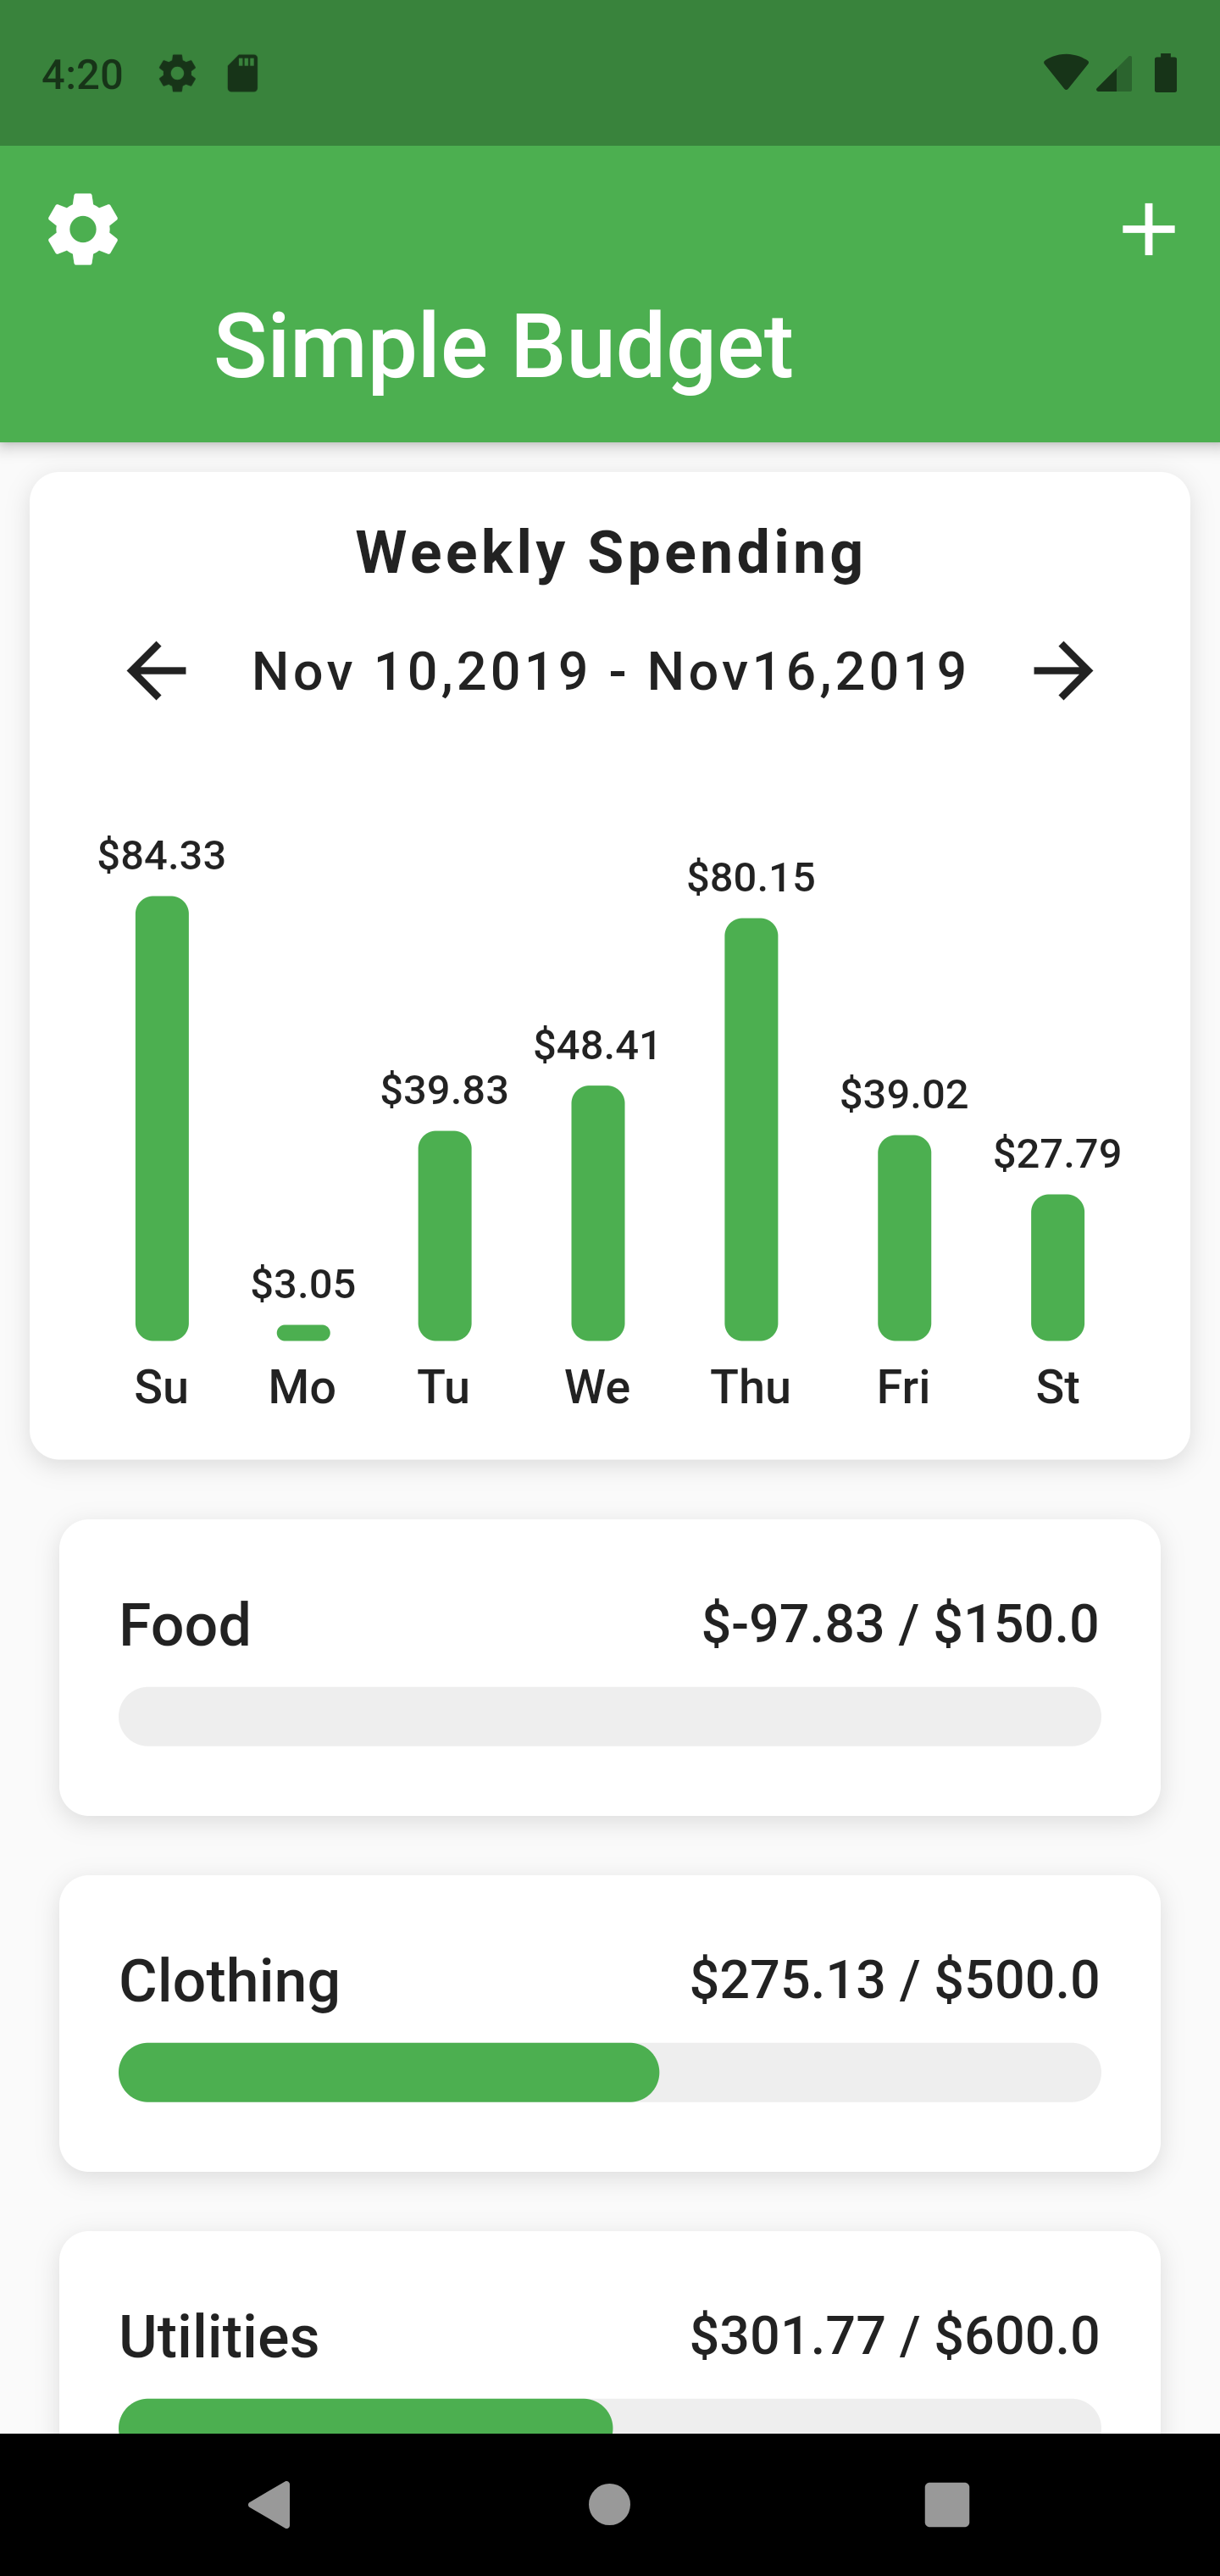 4:20
Simple Budget
Weekly Spending
Nov 10,2019 - Nov16,2019
$84.33 $3.05 $39.83 $48.41 $80.15 $39.02 $27.79
Su Mo Tu We Thu Fri St
Food $-97.83 / $150.0
Clothing $275.13 / $500.0
Utilities $301.77 / $600.0